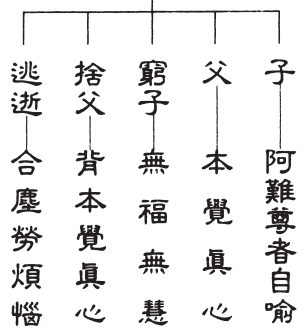 子 阿難尊者自喻
父 本覺真心
窮子 無福無慧
捨父 背本覺真心
逃逝 合塵勞煩惱